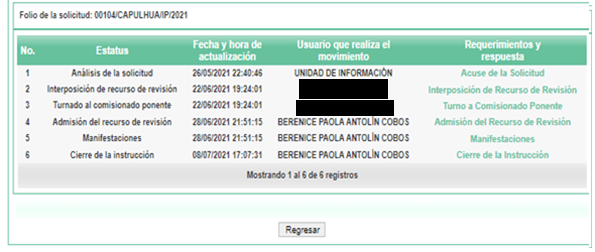 Folio de la solicitud: 00104/CAPULHUA/IP/2021
No. Estatus Fecha y hora de actualización Usuario que realiza el movimiento Requerimientos y respuesta
1 Análisis de la solicitud 26/05/2021 22:40:46 UNIDAD DE INFORMACIÓN Acuse de la Solicitud
2 Interposición de recurso de revisión 22/06/2021 19:24:01 Interposición de Recurso de Revisión
3 Turnado al comisionado ponente 22/06/2021 19:24:01 Turno a Comisionado Ponente
4 Admisión del recurso de revisión 28/06/2021 21:51:15 BERENICE PAOLA ANTOLÍN COBOS Admisión del Recurso de Revisión
5 Manifestaciones 28/06/2021 21:51:15 BERENICE PAOLA ANTOLÍN COBOS Manifestaciones
6 Cierre de la instrucción 08/07/2021 17:07:31 BERENICE PAOLA ANTOLÍN COBOS Cierre de la Instrucción
Mostrando 1 al 6 de 6 registros
Regresar